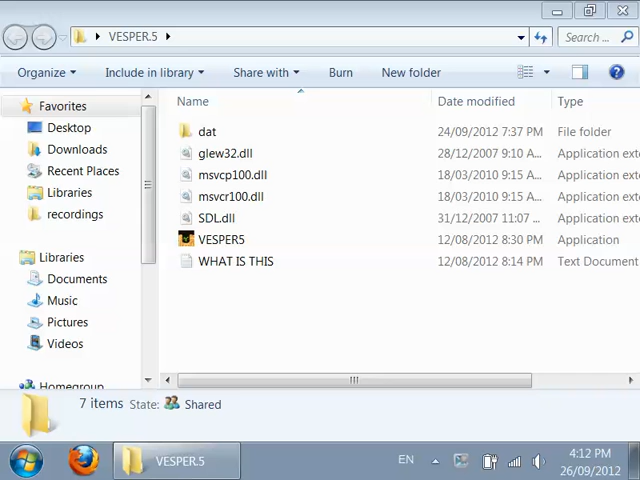 VESPER.5
Search ...
Organize Include in library Share with Burn New folder
Favorites
Desktop
Downloads
Recent Places
Libraries
recordings
Libraries
Documents
Music
Pictures
Videos
Homegroup
Name Date modified Type
dat 24/09/2012 7:37 PM File folder
glew32.dll 28/12/2007 9:10 A... Application exte
msvcp100.dll 18/03/2010 9:15 A... Application exte
msvcr100.dll 18/03/2010 9:15 A... Application exte
SDL.dll 31/12/2007 11:07 ... Application exte
VESPER5 12/08/2012 8:30 PM Application
WHAT IS THIS 12/08/2012 8:14 PM Text Document
7 items State: Shared
VESPER.5
EN
4:12 PM
26/09/2012